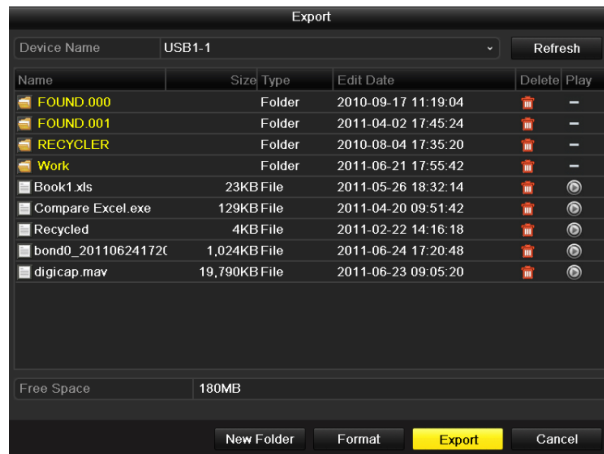 Export
Device Name USB1-1 Refresh
Name Size Type Edit Date Delete Play
FOUND.000 Folder 2010-09-17 11:19:04
FOUND.001 Folder 2011-04-02 17:45:24
RECYCLER Folder 2010-08-04 17:35:20
Work Folder 2011-06-21 17:55:42
Book1.xls 23KB File 2011-05-26 18:32:14
Compare Excel.exe 129KB File 2011-04-20 09:51:42
Recycled 4KB File 2011-02-22 14:16:18
bond0_201106241720 1,024KB File 2011-06-24 17:20:48
digicap.mav 19,790KB File 2011-06-23 09:05:20
Free Space 180MB
New Folder Format Export Cancel